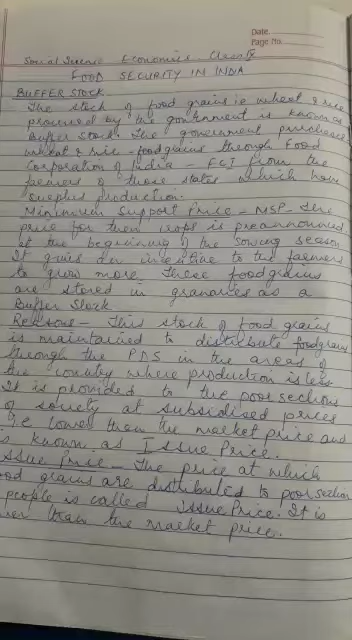 Date
Page No.
Social Science Economics Class IX
FOOD SECURITY IN INDIA
BUFFER STOCK
The stock of food grains ie wheat & rice
procured by the government is known as
Buffer Stock. The government purchases
wheat & rice - foodgrains through Food
Corporation of India - FCI from the
farmers of those states which have
surplus production.
Minimum Support Price - MSP - The
price for their crops is preannounced
at the beginning of the sowing season
It gives an incentive to the farmers
to grow more. These foodgrains
are stored in granaries as a
Buffer Stock
Reasons - This stock of food grains
is maintained to distribute foodgrains
through the PDS in the areas of
the country where production is less
It is provided to the poor sections
of society at subsidised prices
i.e lower than the market price and
is known as Issue Price.
Issue Price - The price at which
food grains are distributed to poor section
people is called Issue Price. It is
than the market price.